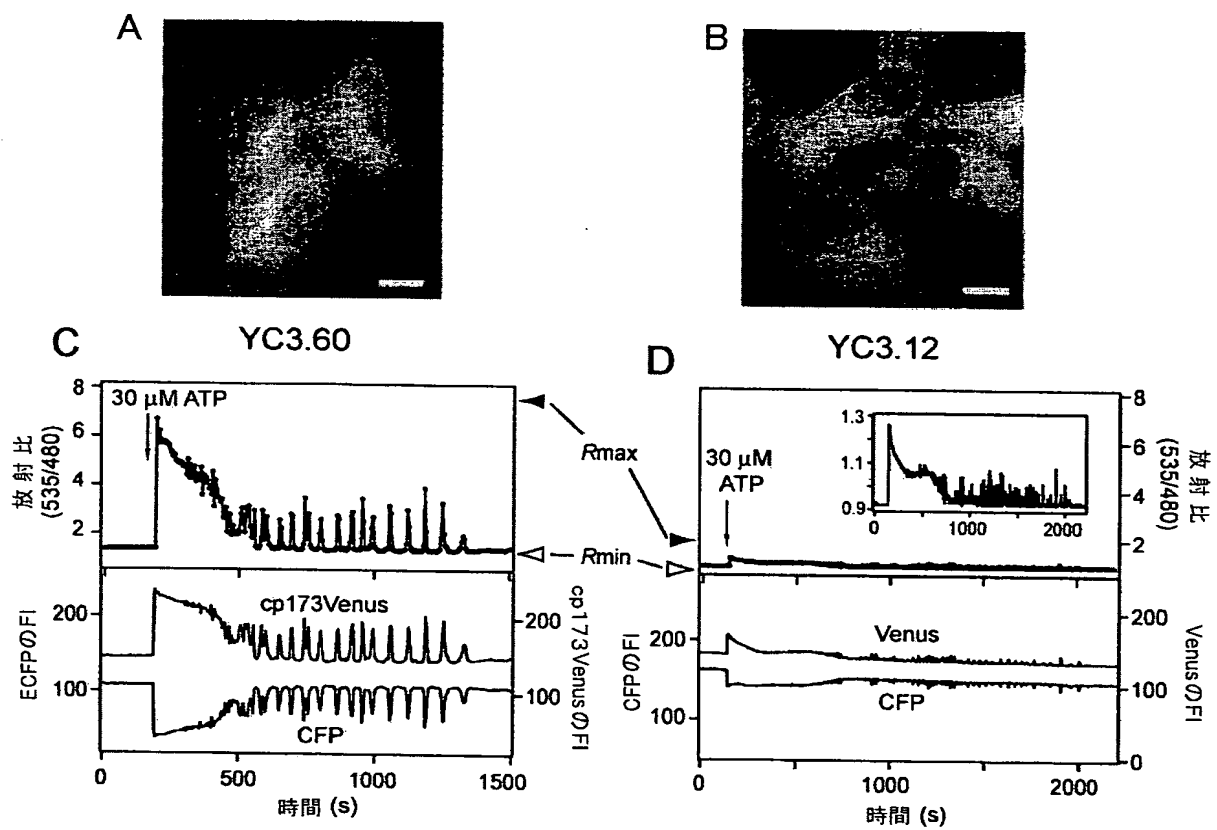 A
B
YC3.60
YC3.12
C
8
6
4
2
30 μM ATP
放射比
(535/480)
Rmax
Rmin
200
100
ECFPのFI
cp173Venus
CFP
200
100
cp173VenusのFI
0
500
1000
1500
時間 (s)
D
30 μM
ATP
1.3
1.1
0.9
0
1000
2000
8
6
4
2
放射比
(535/480)
200
100
CFPのFI
Venus
CFP
200
100
0
VenusのFI
0
1000
2000
時間 (s)